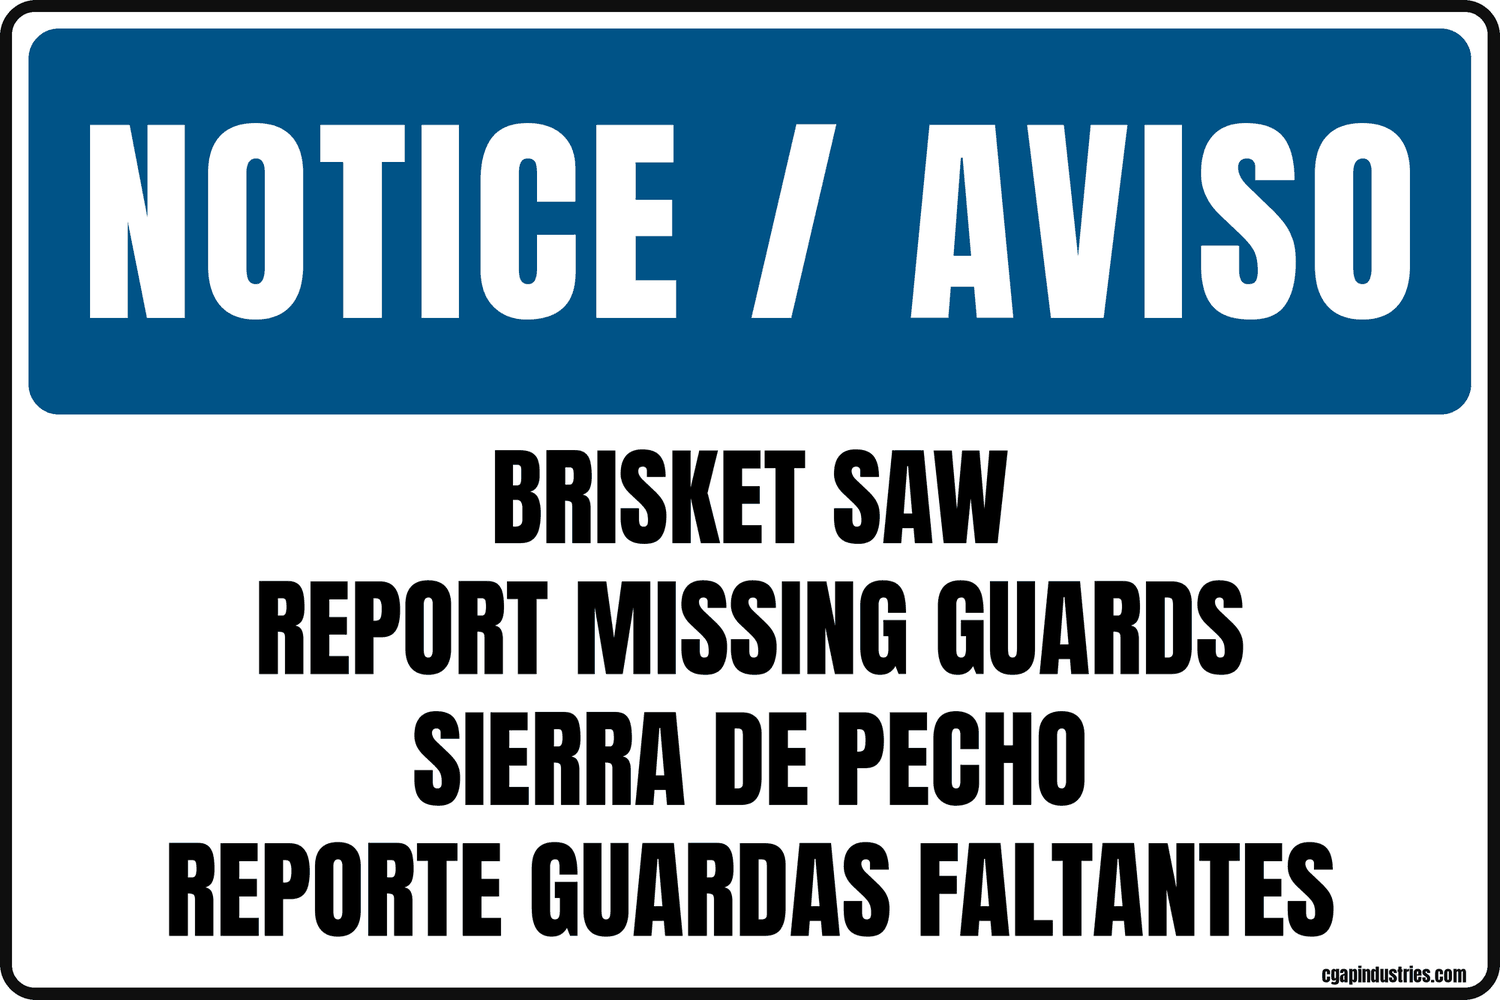 NOTICE / AVISO
BRISKET SAW
REPORT MISSING GUARDS
SIERRA DE PECHO
REPORTE GUARDAS FALTANTES
cgapindustries.com